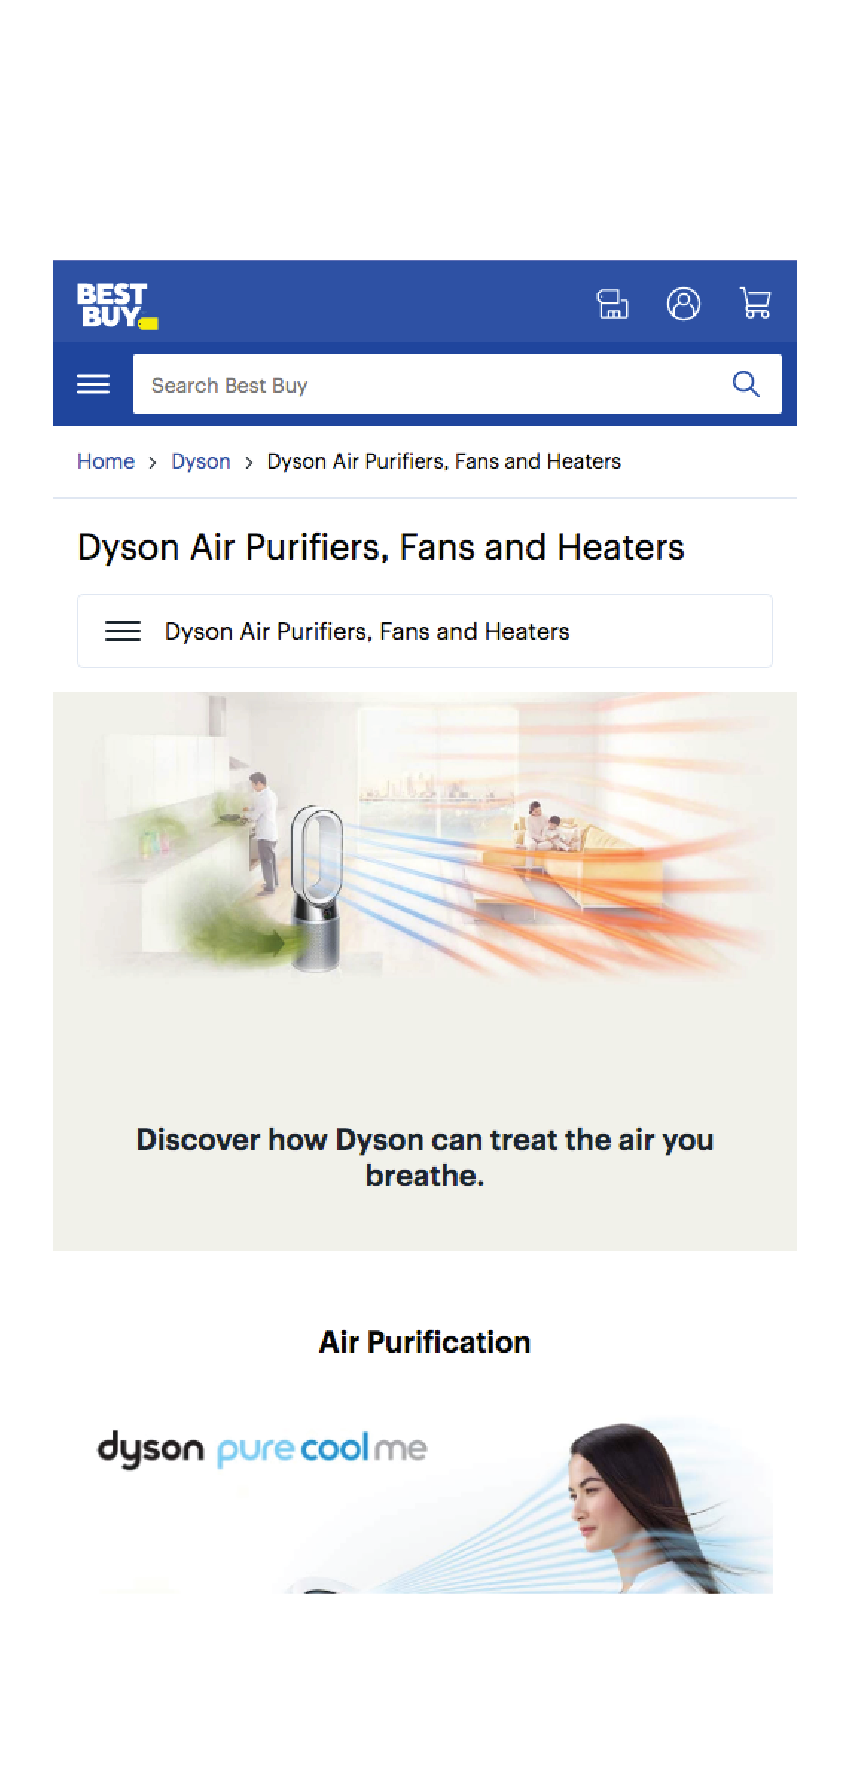 BEST
BUY
Search Best Buy
Home > Dyson > Dyson Air Purifiers, Fans and Heaters
Dyson Air Purifiers, Fans and Heaters
Dyson Air Purifiers, Fans and Heaters
Discover how Dyson can treat the air you
breathe.
Air Purification
dyson pure cool me